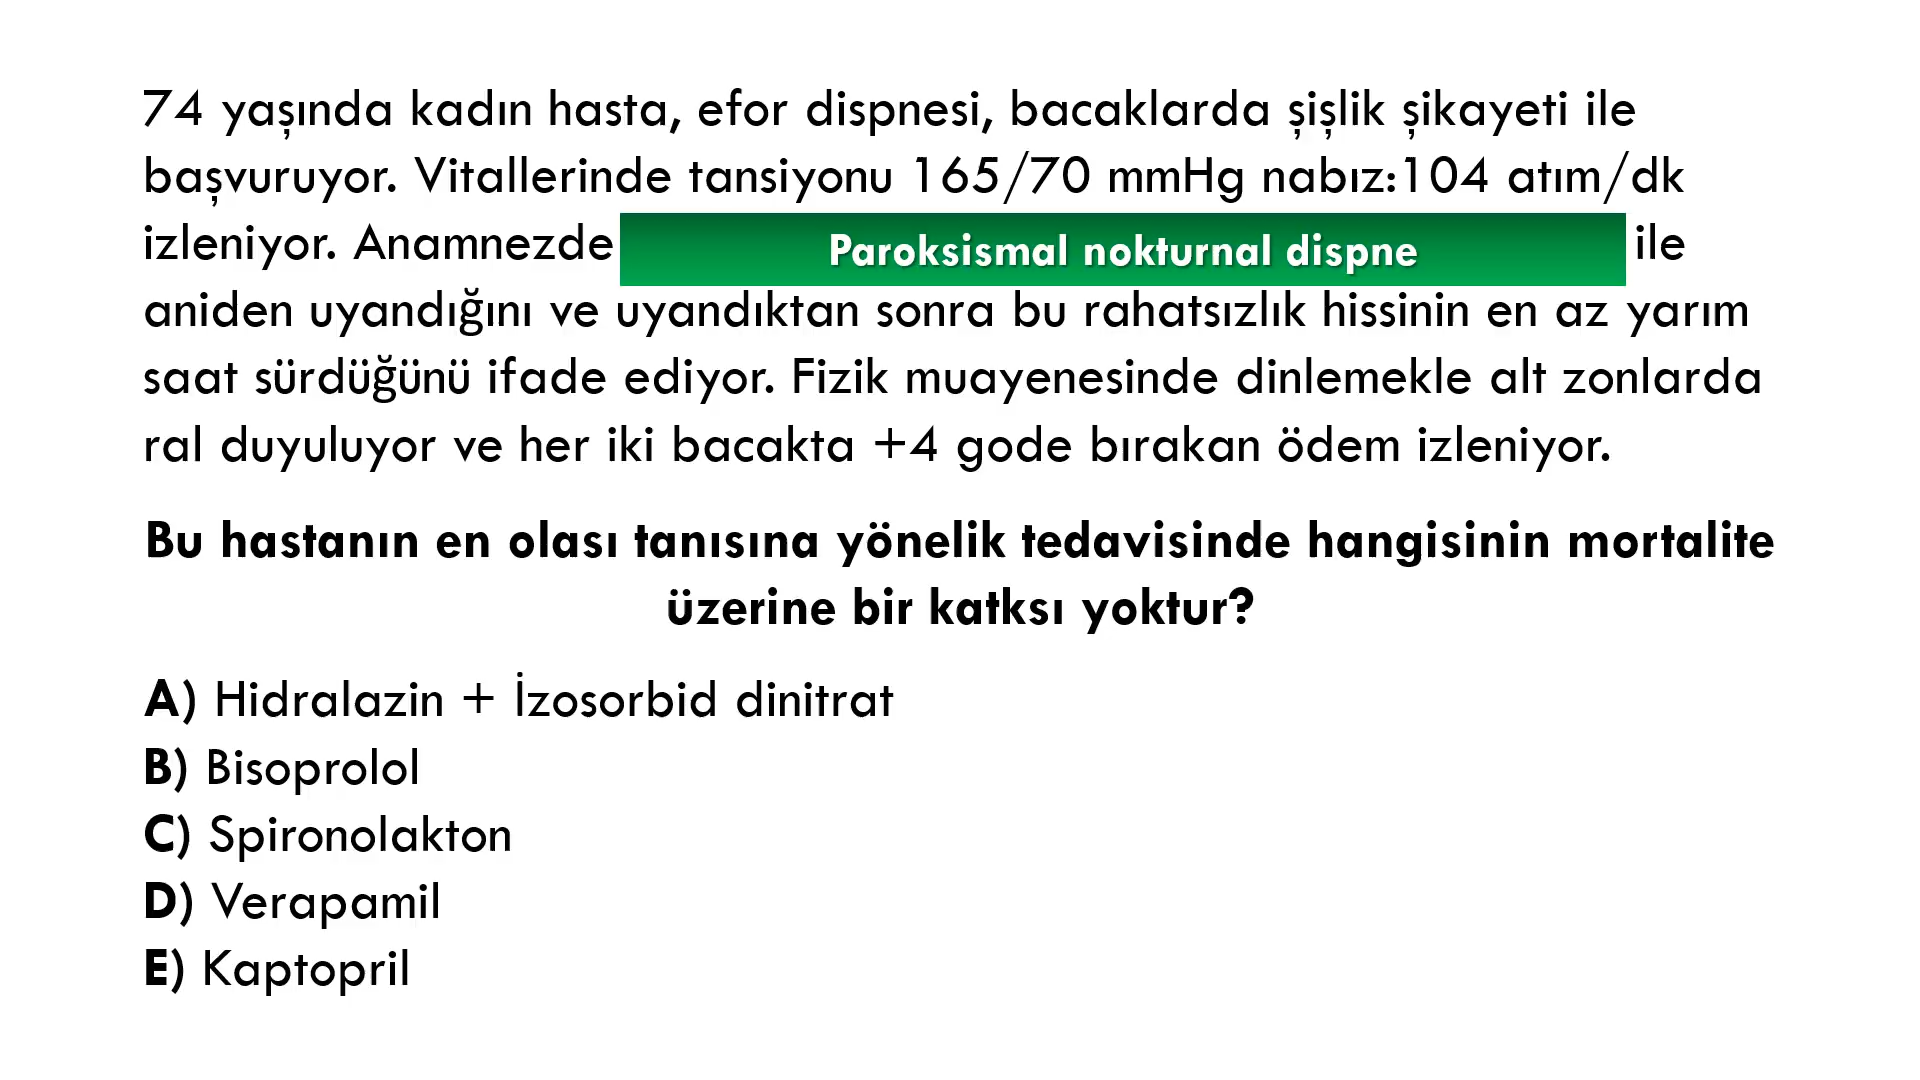 74 yaşında kadın hasta, efor dispnesi, bacaklarda şişlik şikayeti ile
başvuruyor. Vitallerinde tansiyonu 165/70 mmHg nabız:104 atım/dk
izleniyor. Anamnezde Paroksismal nokturnal dispne ile
aniden uyandığını ve uyandıktan sonra bu rahatsızlık hissinin en az yarım
saat sürdüğünü ifade ediyor. Fizik muayenesinde dinlemekle alt zonlarda
ral duyuluyor ve her iki bacakta +4 gode bırakan ödem izleniyor.
Bu hastanın en olası tanısına yönelik tedavisinde hangisinin mortalite
üzerine bir katksı yoktur?
A) Hidralazin + İzosorbid dinitrat
B) Bisoprolol
C) Spironolakton
D) Verapamil
E) Kaptopril